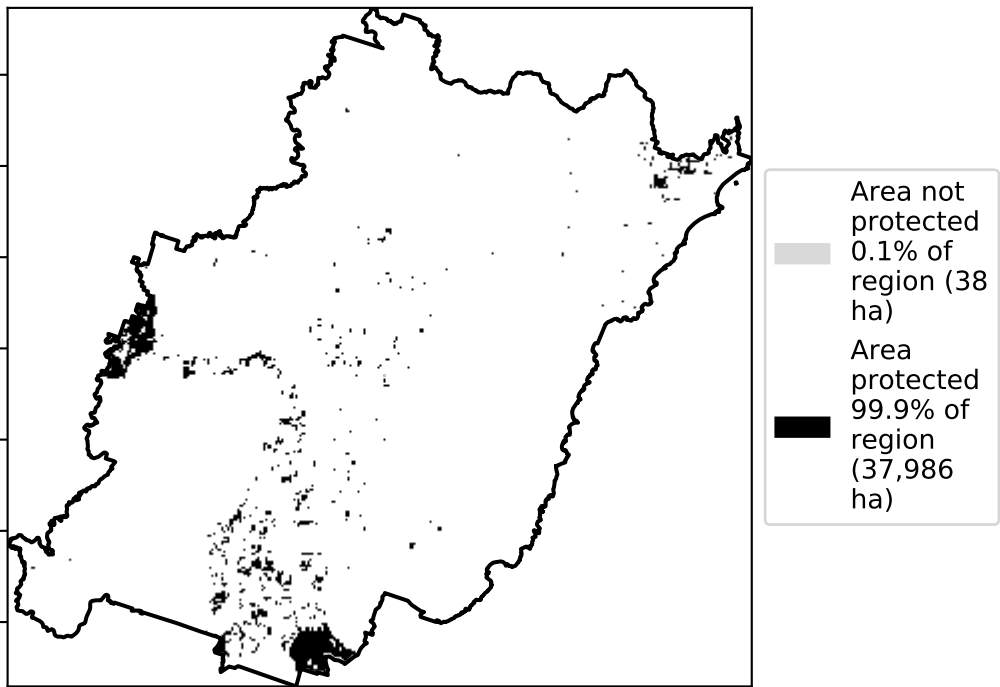 Area not
protected
0.1% of
region (38
ha)
Area
protected
99.9% of
region
(37,986
ha)